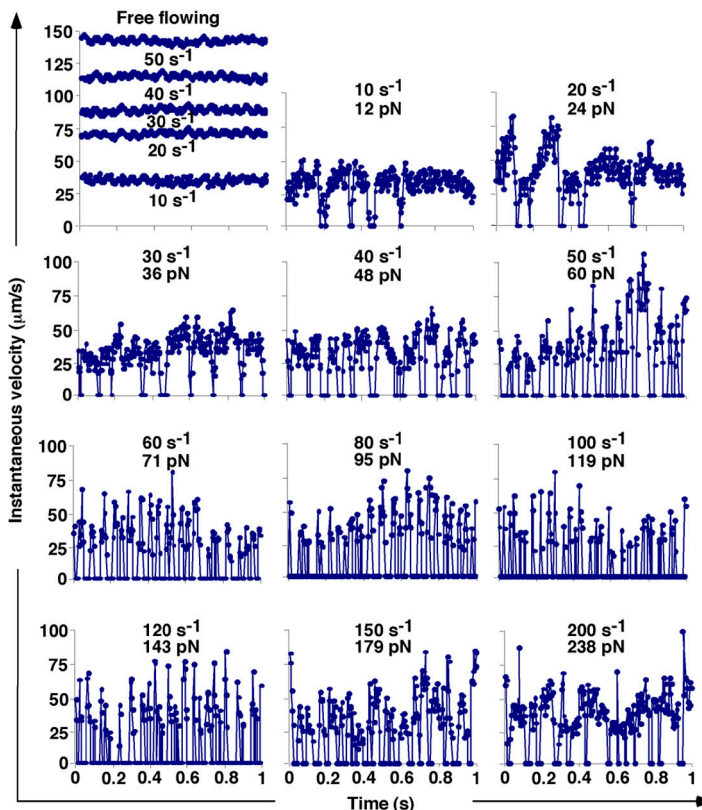 Free flowing
150
125
100
75
50
25
0
50 s-1
40 s-1
30 s-1
20 s-1
10 s-1
10 s-1
12 pN
20 s-1
24 pN
30 s-1
36 pN
100
75
50
25
0
40 s-1
48 pN
50 s-1
60 pN
60 s-1
71 pN
100
75
50
25
0
80 s-1
95 pN
100 s-1
119 pN
120 s-1
143 pN
100
75
50
25
0
0 0.2 0.4 0.6 0.8 1
150 s-1
179 pN
0 0.2 0.4 0.6 0.8 1
200 s-1
238 pN
0 0.2 0.4 0.6 0.8 1
Instantaneous velocity (μm/s)
Time (s)